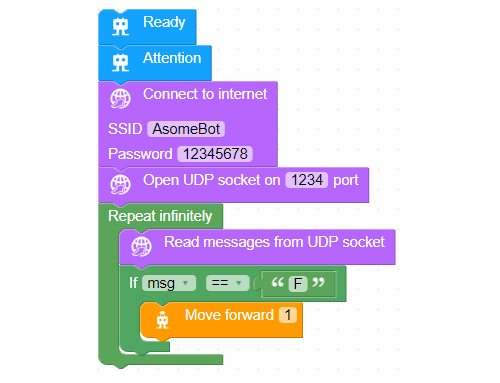 Ready
Attention
Connect to internet
SSID AsomeBot
Password 12345678
Open UDP socket on 1234 port
Repeat infinitely
Read messages from UDP socket
If msg == “ F ”
Move forward 1